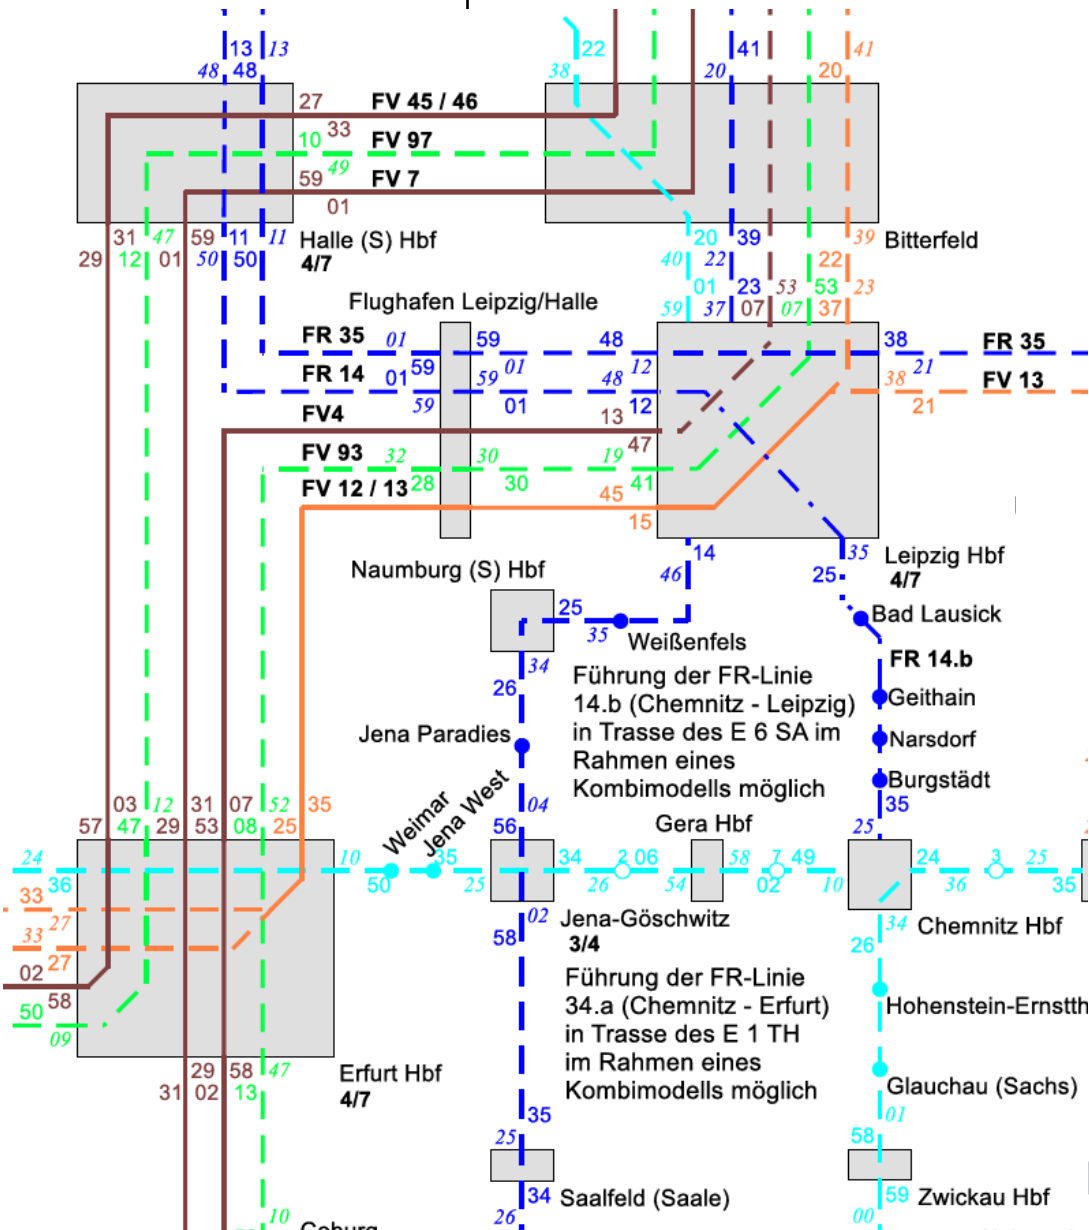 13 13 22 41 41
48 48 38 20 20
27 FV 45 / 46
33
10 FV 97
49
59 FV 7
01
31 47 59 11 11 Halle (S) Hbf 20 39 39 Bitterfeld
29 12 01 50 50 4/7 40 22 22
01 23 53 53 23
Flughafen Leipzig/Halle
59 37 07 07 37
FR 35 01 59 48 38 FR 35
59 01 12 21
FR 14 01 59 48 38 FV 13
59 01 12 21
FV4 13
47
FV 93 32 30 19
28 30 41
FV 12 / 13 45
15
14 35 Leipzig Hbf
Naumburg (S) Hbf 46 25 4/7
25 Bad Lausick
35 Weißenfels
34 FR 14.b
26
Führung der FR-Linie
14.b (Chemnitz - Leipzig)
in Trasse des E 6 SA im
Rahmen eines
Kombimodells möglich
Geithain
Jena Paradies Narsdorf
Burgstädt
03 12 31 07 52 35 04 35
57 47 29 53 08 25 56 25
Weimar
Jena West
Gera Hbf
24 10 35 34 2 06 58 7 49 24 3 25
36 50 25 26 54 02 10 36 35
33 02 Jena-Göschwitz 34 Chemnitz Hbf
27 58 3/4 26
33
27
02
58
50
09
Führung der FR-Linie
34.a (Chemnitz - Erfurt)
in Trasse des E 1 TH
im Rahmen eines
Kombimodells möglich
Hohenstein-Ernstth
29 58 47 Erfurt Hbf Glauchau (Sachs)
31 02 13 4/7
35 01
25 58
34 Saalfeld (Saale) 59 Zwickau Hbf
26 00
10